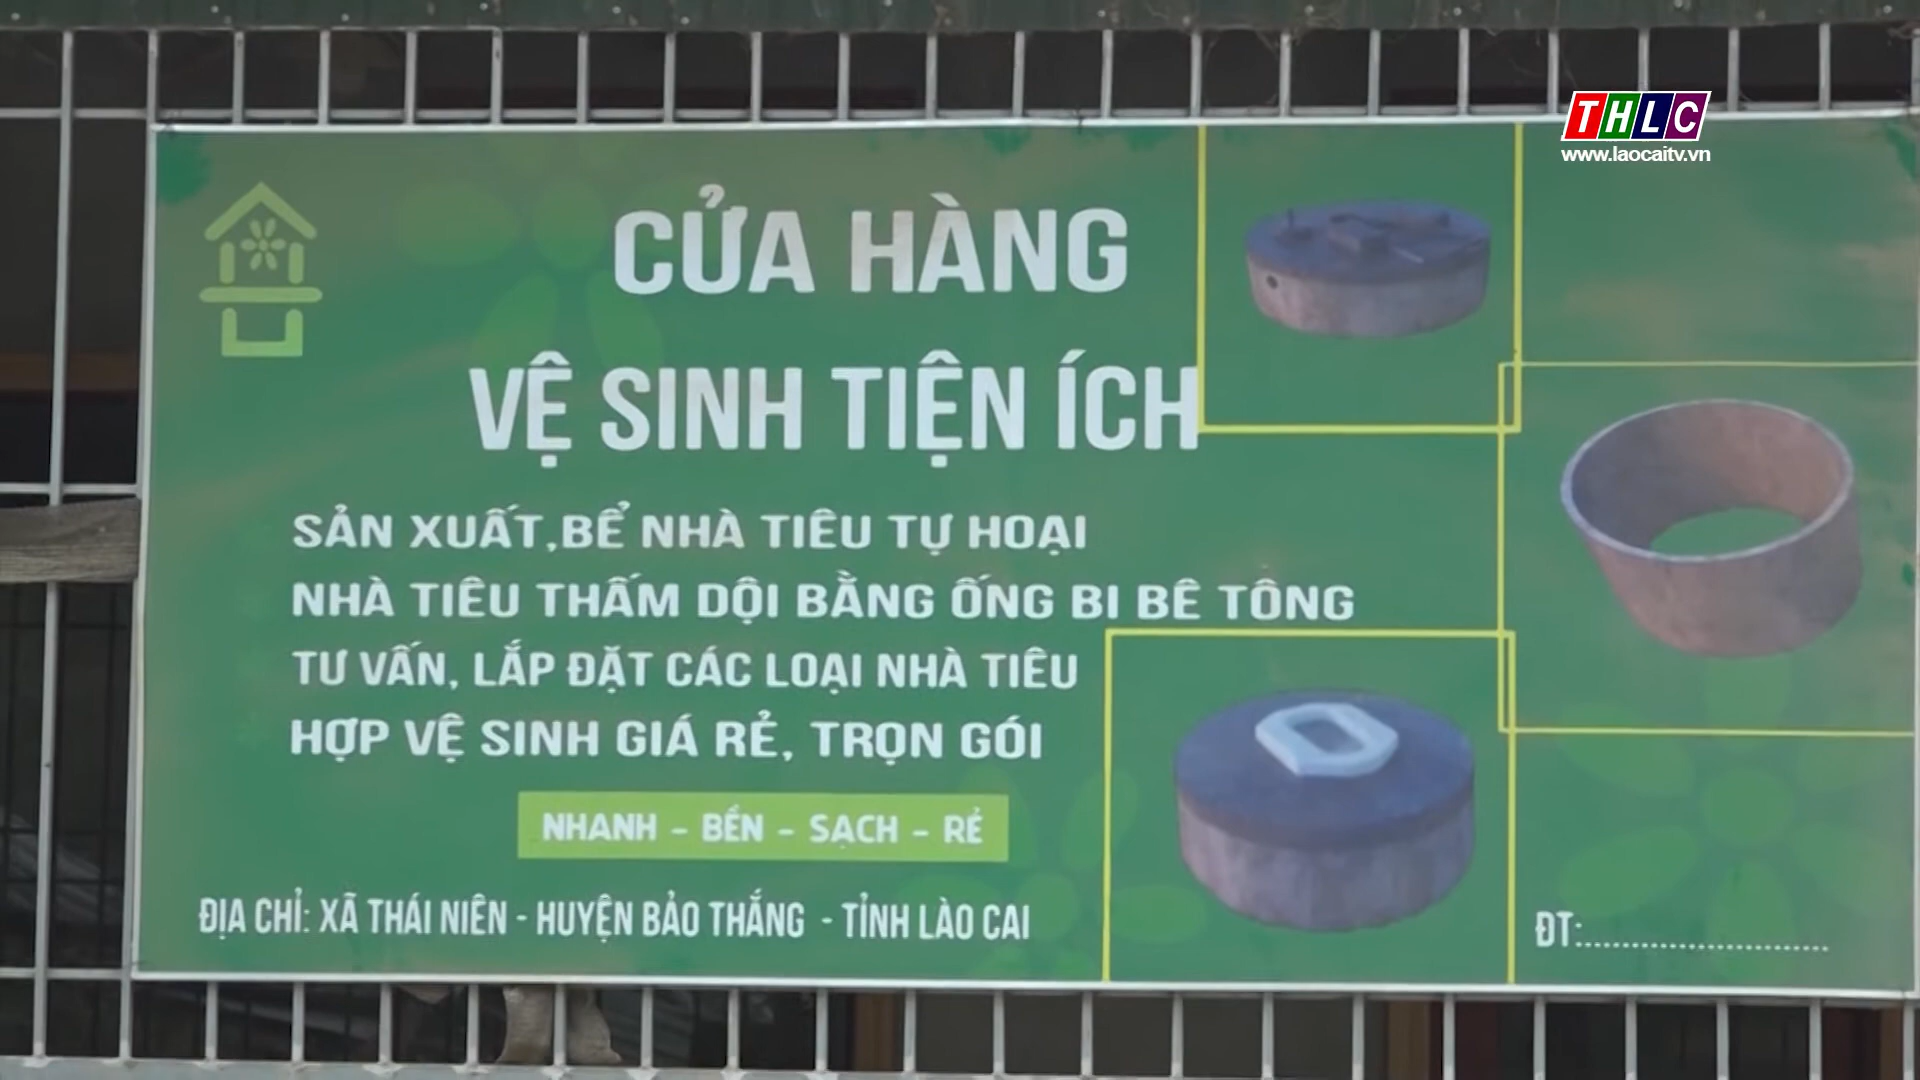 THLC
www.laocaitv.vn
CỬA HÀNG
VỆ SINH TIỆN ÍCH
SẢN XUẤT,BỂ NHÀ TIÊU TỰ HOẠI
NHÀ TIÊU THẤM DỘI BẰNG ỐNG BI BÊ TÔNG
TƯ VẤN, LẮP ĐẶT CÁC LOẠI NHÀ TIÊU
HỢP VỆ SINH GIÁ RẺ, TRỌN GÓI
NHANH - BỀN - SẠCH - RẺ
ĐỊA CHỈ: XÃ THÁI NIÊN - HUYỆN BẢO THẮNG - TỈNH LÀO CAI
ĐT:..........................